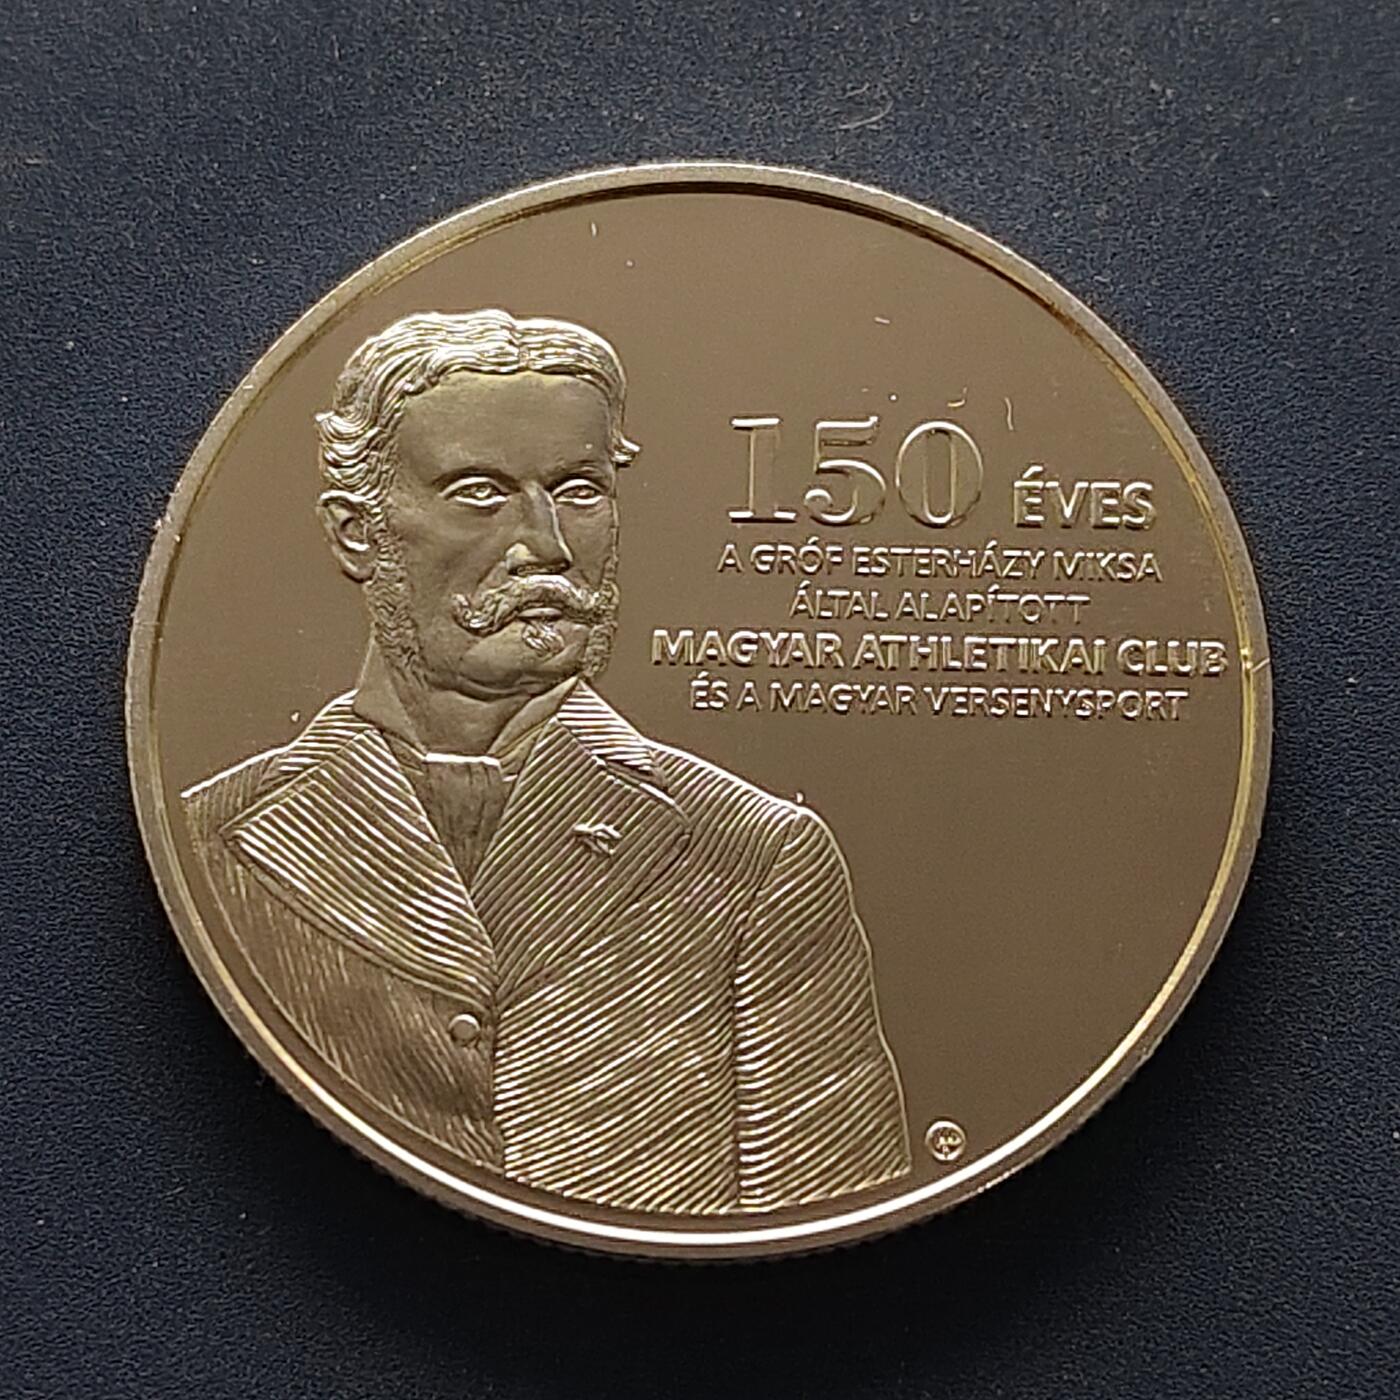 150 ÉVES
A GRÓF ESTERHÁZY MIKSA
ÁLTAL ALAPÍTOTT
MAGYAR ATHLETIKAI CLUB
ÉS A MAGYAR VERSENYSPORT